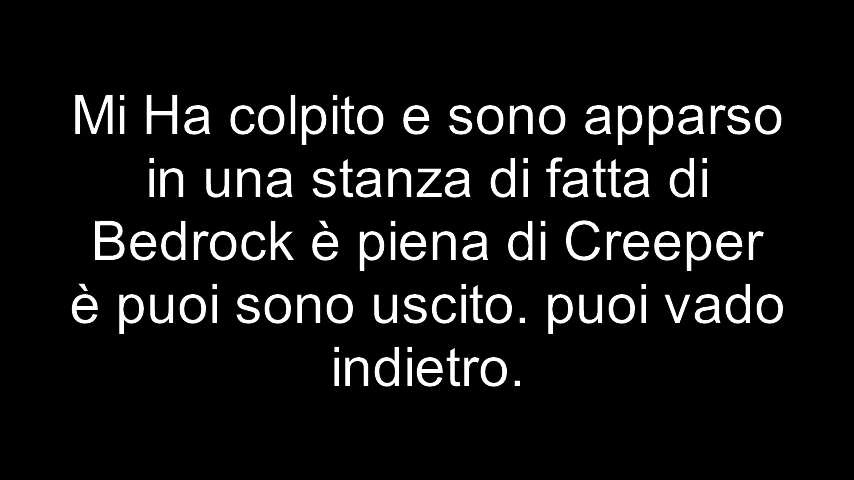 Mi Ha colpito e sono apparso
in una stanza di fatta di
Bedrock è piena di Creeper
è puoi sono uscito. puoi vado
indietro.